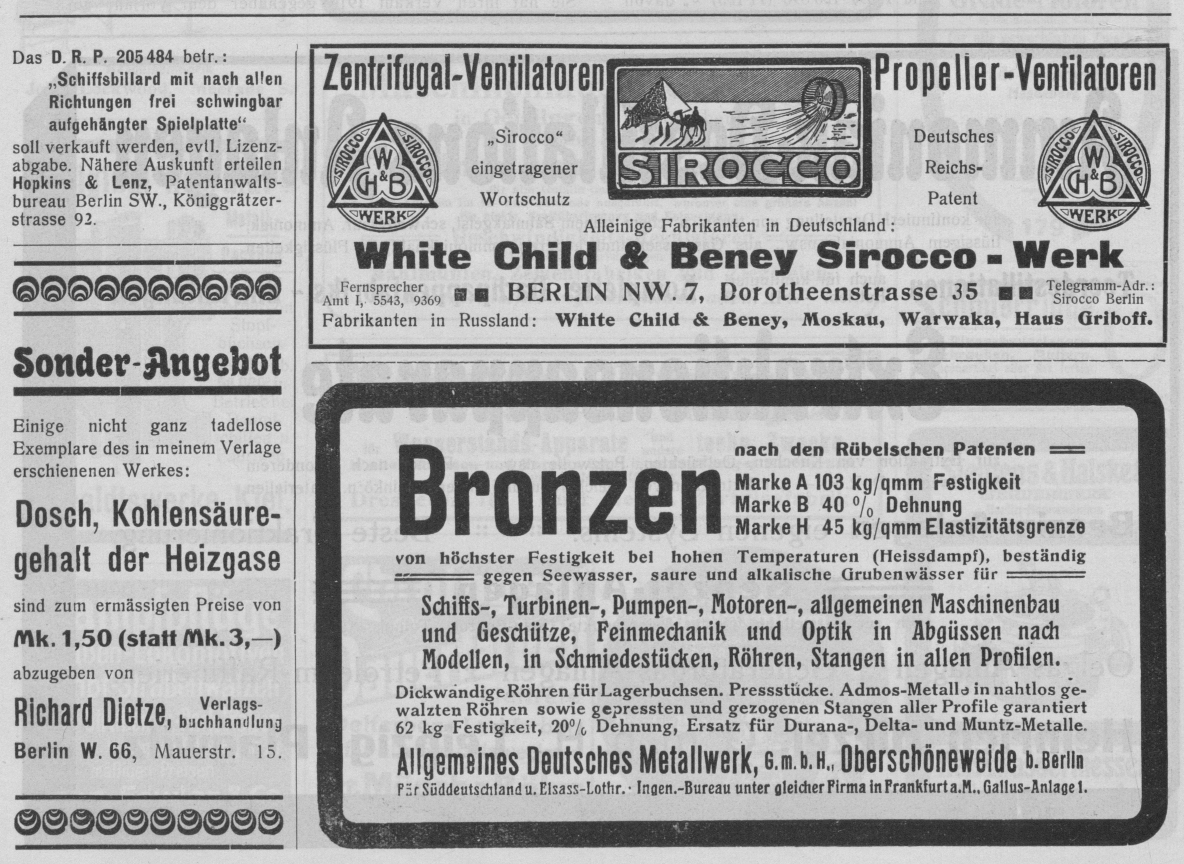 Das D. R. P. 205484 betr.:
„Schiffsbillard mit nach allen
Richtungen frei schwingbar
aufgehängter Spielplatte“
soll verkauft werden, evtl. Lizenz-
abgabe. Nähere Auskunft erteilen
Hopkins & Lenz, Patentanwalts-
bureau Berlin SW., Königgrätzer-
strasse 92.
Sonder-Angebot
Einige nicht ganz tadellose
Exemplare des in meinem Verlage
erschienenen Werkes:
Dosch, Kohlensäure-
gehalt der Heizgase
sind zum ermässigten Preise von
Mk. 1,50 (statt Mk. 3,—)
abzugeben von
Richard Dietze, Verlags-
buchhandlung
Berlin W. 66, Mauerstr. 15.
Zentrifugal-Ventilatoren
Propeller-Ventilatoren
SIROCCO
SIROCCO SIROCCO
W
CH & B
WERK
„Sirocco“
eingetragener
Wortschutz
Deutsches
Reichs-
Patent
SIROCCO SIROCCO
W
CH & B
WERK
Alleinige Fabrikanten in Deutschland:
White Child & Beney Sirocco - Werk
Fernsprecher
Amt I, 5543, 9369
BERLIN NW. 7, Dorotheenstrasse 35
Telegramm-Adr.:
Sirocco Berlin
Fabrikanten in Russland: White Child & Beney, Moskau, Warwaka, Haus Griboff.
Bronzen
nach den Rübelschen Patenten
Marke A 103 kg/qmm Festigkeit
Marke B 40 % Dehnung
Marke H 45 kg/qmm Elastizitätsgrenze
von höchster Festigkeit bei hohen Temperaturen (Heissdampf), beständig
gegen Seewasser, saure und alkalische Grubenwässer für
Schiffs-, Turbinen-, Pumpen-, Motoren-, allgemeinen Maschinenbau
und Geschütze, Feinmechanik und Optik in Abgüssen nach
Modellen, in Schmiedestücken, Röhren, Stangen in allen Profilen.
Dickwandige Röhren für Lagerbuchsen. Pressstücke. Admos-Metalle in nahtlos ge-
walzten Röhren sowie gepressten und gezogenen Stangen aller Profile garantiert
62 kg Festigkeit, 20% Dehnung, Ersatz für Durana-, Delta- und Muntz-Metalle.
Allgemeines Deutsches Metallwerk, G.m.b.H., Oberschöneweide b. Berlin
Für Süddeutschland u. Elsass-Lothr. · Ingen.-Bureau unter gleicher Firma in Frankfurt a.M., Gallus-Anlage 1.